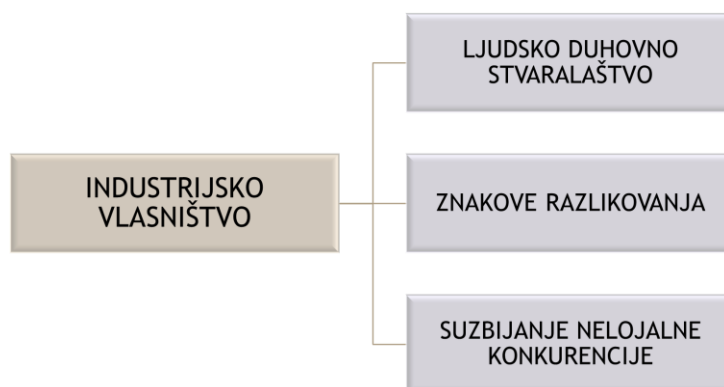 LJUDSKO DUHOVNO
STVARALAŠTVO
INDUSTRIJSKO
VLASNIŠTVO
ZNAKOVE RAZLIKOVANJA
SUZBIJANJE NELOJALNE
KONKURENCIJE